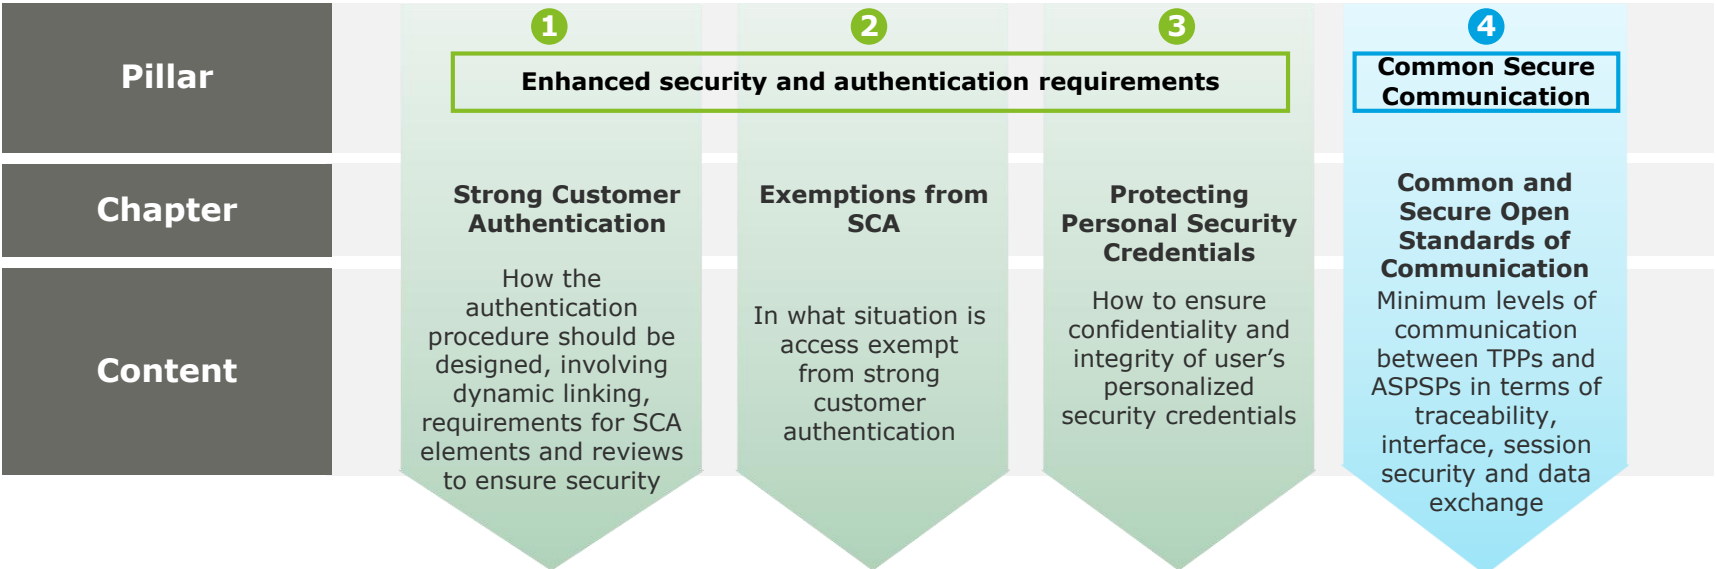 1
2
3
4
Pillar
Enhanced security and authentication requirements
Common Secure
Communication
Chapter
Strong Customer
Authentication
Exemptions from
SCA
Protecting
Personal Security
Credentials
Common and
Secure Open
Standards of
Communication
Content
How the
authentication
procedure should be
designed, involving
dynamic linking,
requirements for SCA
elements and reviews
to ensure security
In what situation is
access exempt
from strong
customer
authentication
How to ensure
confidentiality and
integrity of user’s
personalized
security credentials
Minimum levels of
communication
between TPPs and
ASPSPs in terms of
traceability,
interface, session
security and data
exchange